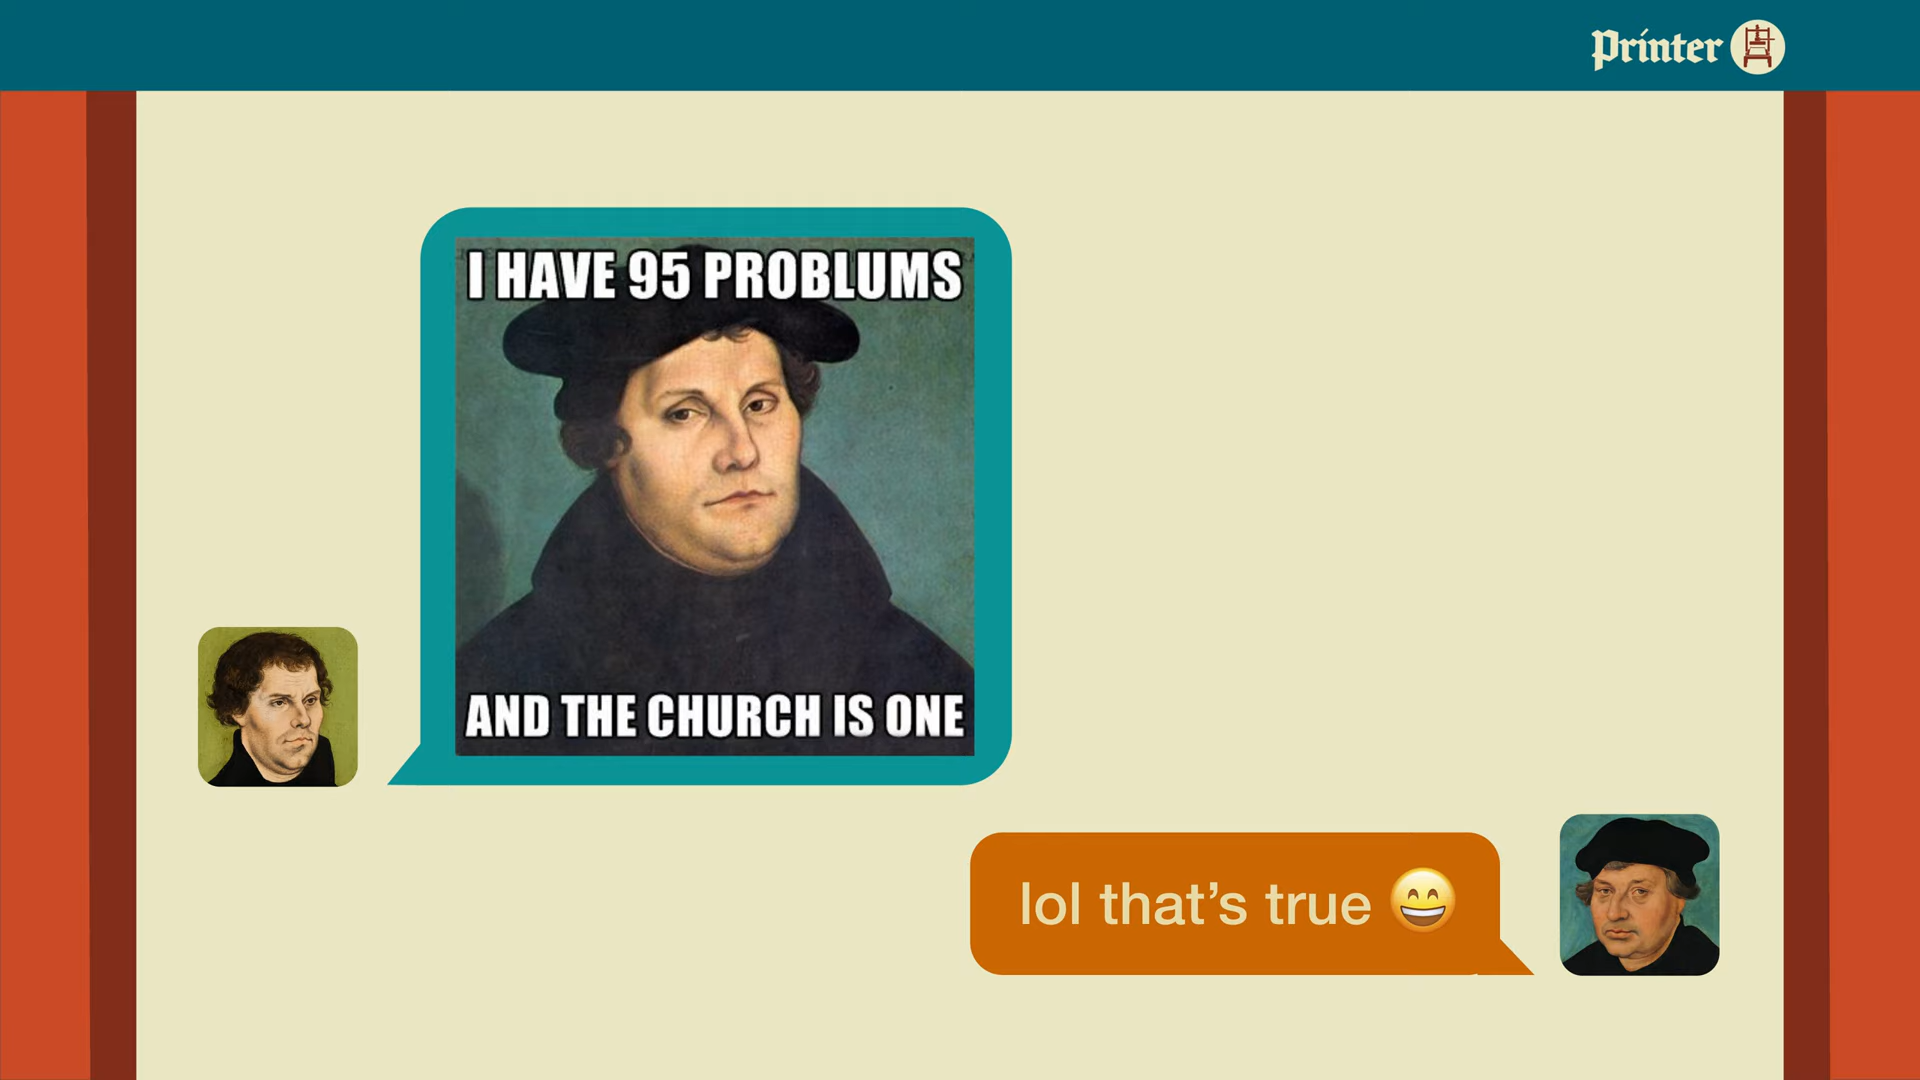 Printer
I HAVE 95 PROBLUMS
AND THE CHURCH IS ONE
lol that’s true 😄